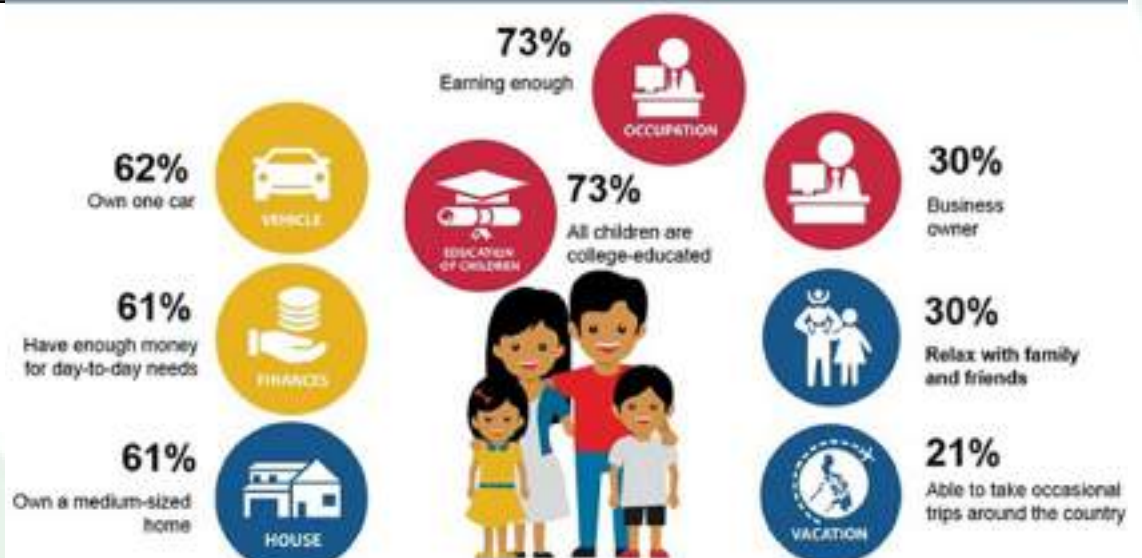 73%
Earning enough
OCCUPATION
62%
Own one car
VEHICLE
EDUCATION
OF CHILDREN
73%
All children are
college-educated
30%
Business
owner
61%
Have enough money
for day-to-day needs
FINANCES
30%
Relax with family
and friends
61%
Own a medium-sized
home
HOUSE
21%
Able to take occasional
trips around the country
VACATION